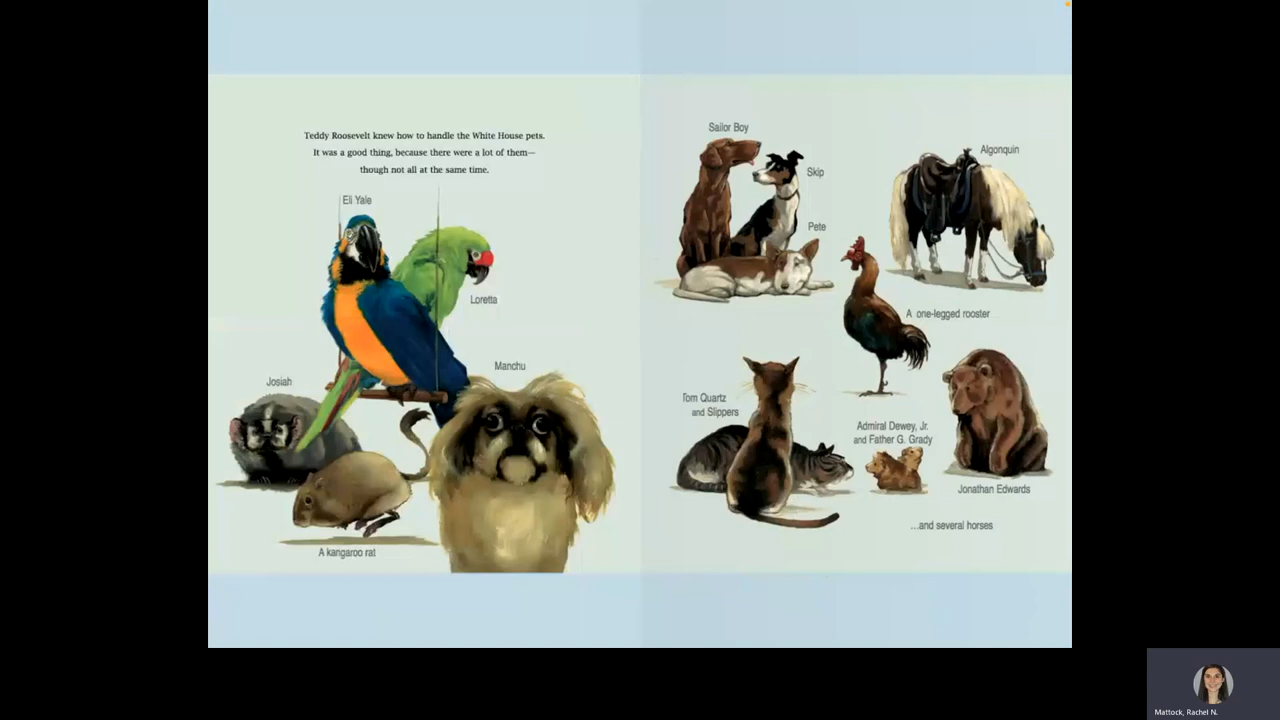 Teddy Roosevelt knew how to handle the White House pets.
It was a good thing, because there were a lot of them—
though not all at the same time.
Eli Yale
Loretta
Josiah
Manchu
A kangaroo rat
Sailor Boy
Skip
Pete
Algonquin
A one-legged rooster
Tom Quartz
and Slippers
Admiral Dewey, Jr.
and Father G. Grady
Jonathan Edwards
...and several horses
Mattock, Rachel N.